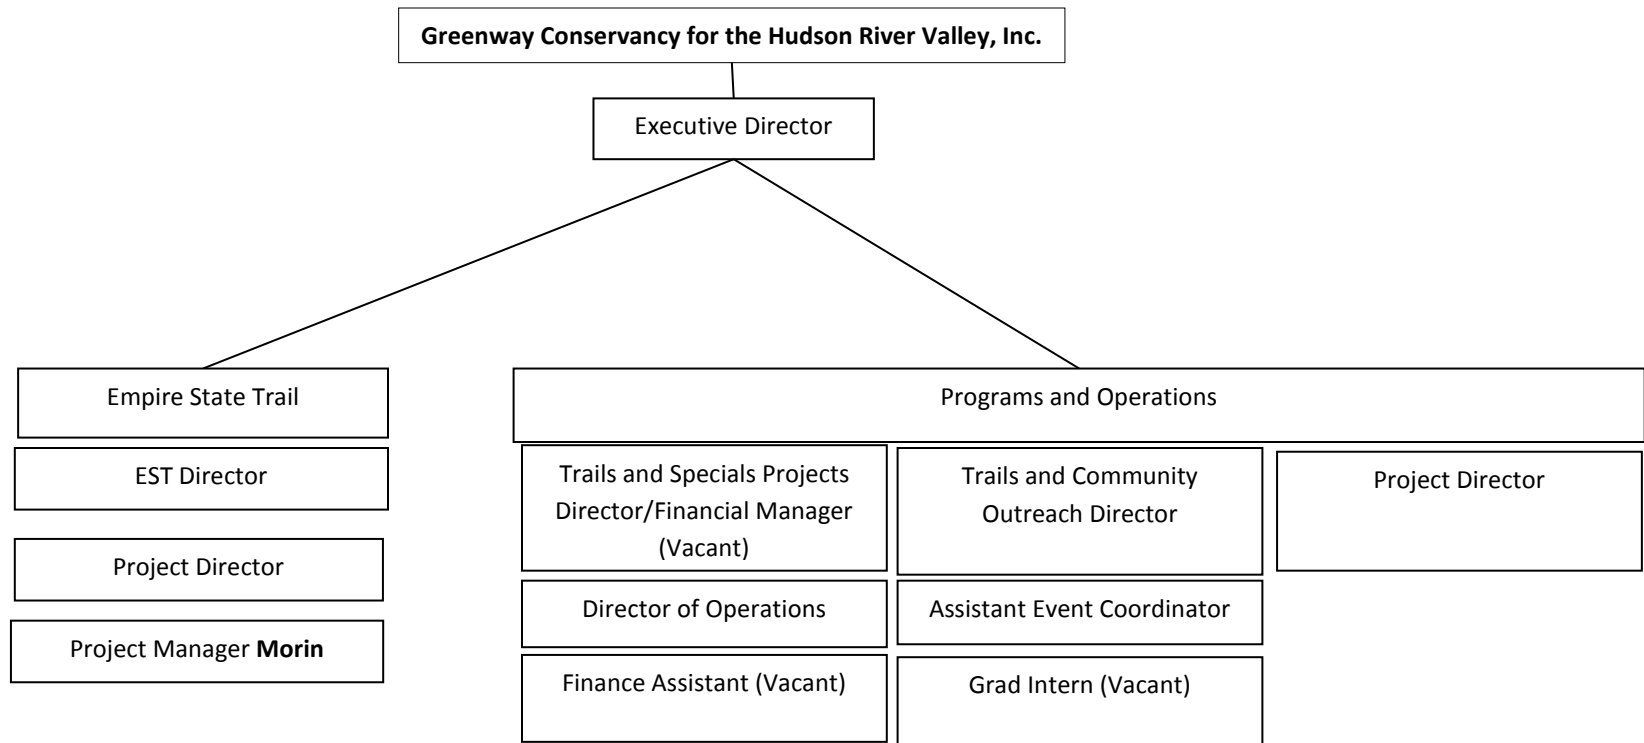 Greenway Conservancy for the Hudson River Valley, Inc.
Executive Director
Empire State Trail
EST Director
Project Director
Project Manager Morin
Programs and Operations
Trails and Specials Projects
Director/Financial Manager
(Vacant)
Director of Operations
Finance Assistant (Vacant)
Trails and Community
Outreach Director
Assistant Event Coordinator
Grad Intern (Vacant)
Project Director